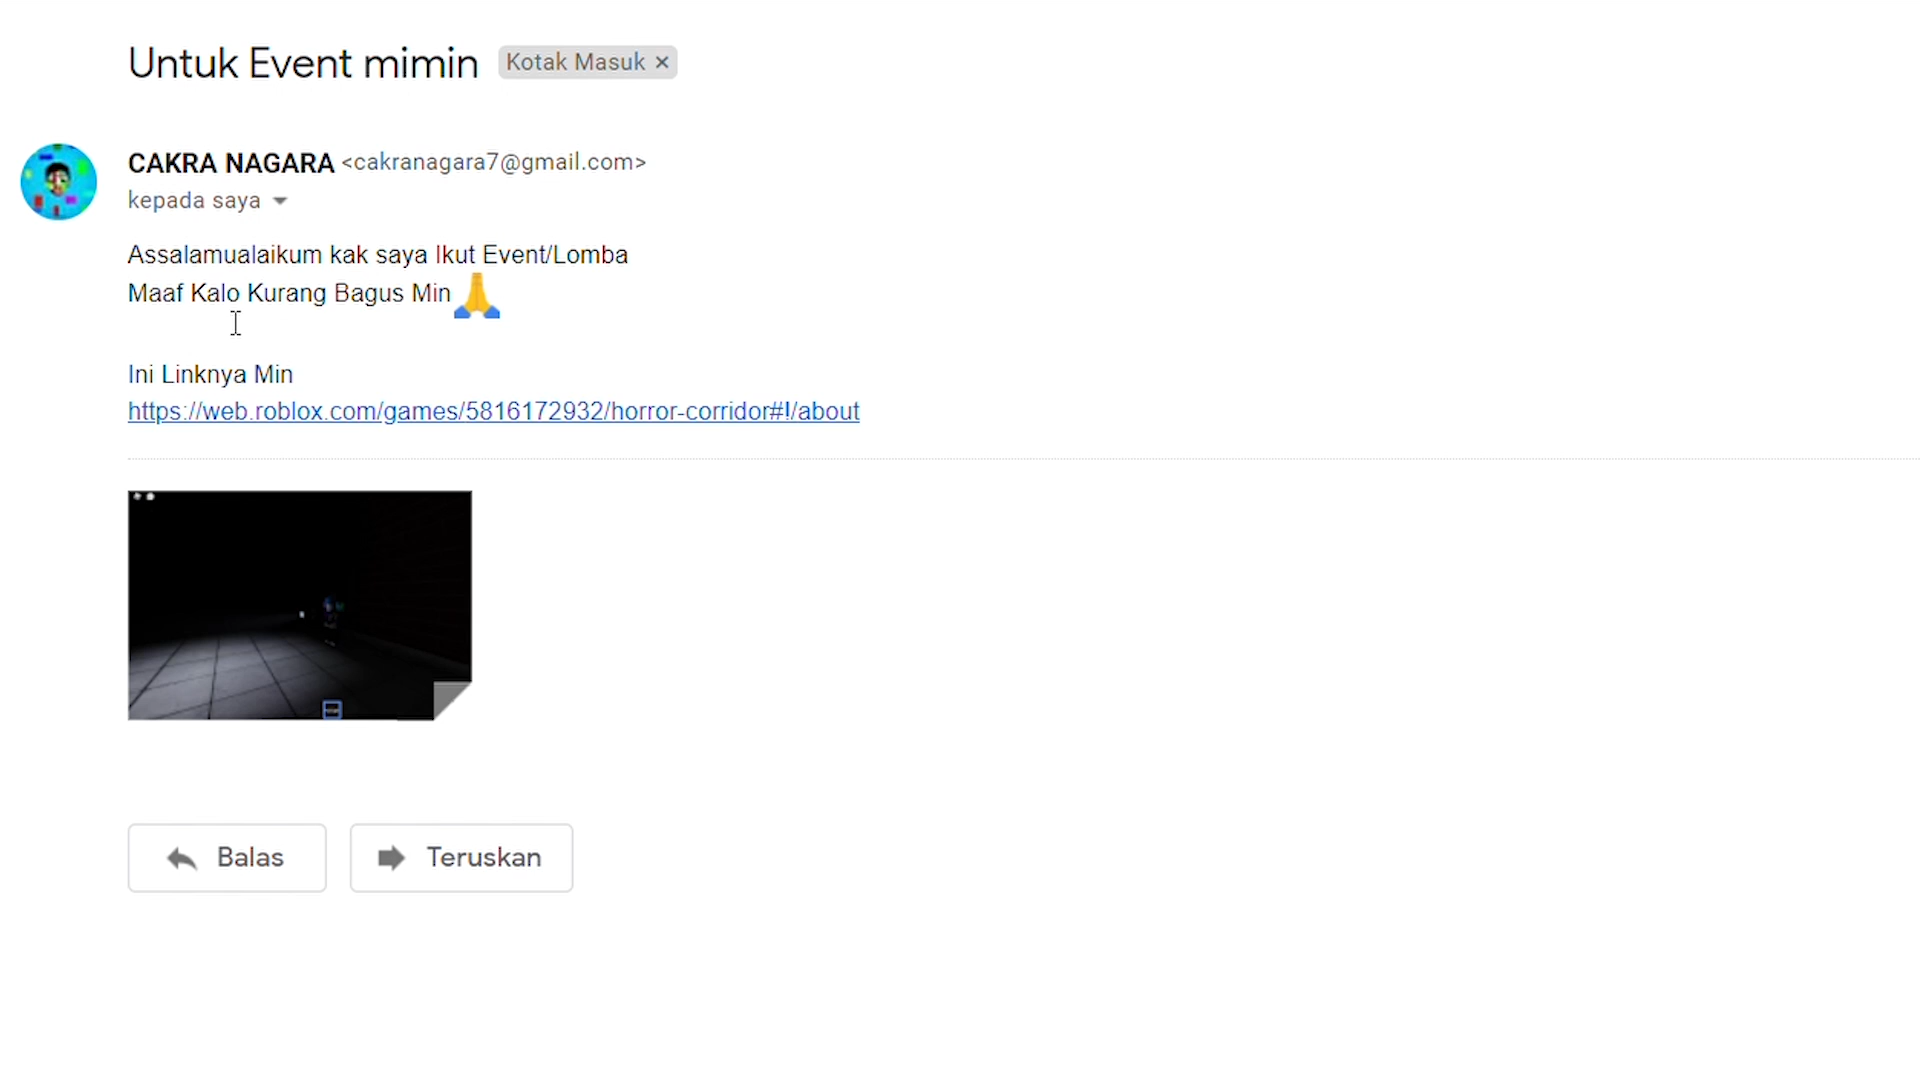 Untuk Event mimin Kotak Masuk ×
CAKRA NAGARA <cakranagara7@gmail.com>
kepada saya
Assalamualaikum kak saya Ikut Event/Lomba
Maaf Kalo Kurang Bagus Min🙏
Ini Linknya Min
https://web.roblox.com/games/5816172932/horror-corridor#!/about
Balas Teruskan